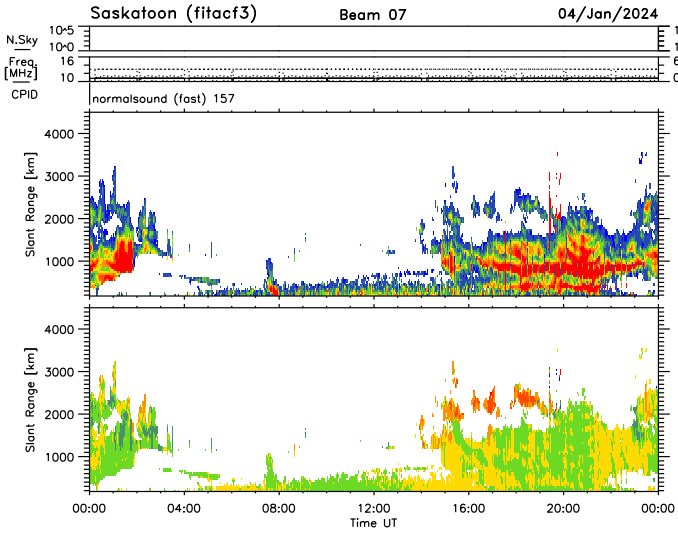 Saskatoon (fitacf3) Beam 07 04/Jan/2024
N.Sky 10^5 10^0
Freq. [MHz] 16 10 6 0
CPID normalsound (fast) 157
Slant Range [km]
4000
3000
2000
1000
Slant Range [km]
4000
3000
2000
1000
00:00 04:00 08:00 12:00 16:00 20:00 00:00
Time UT